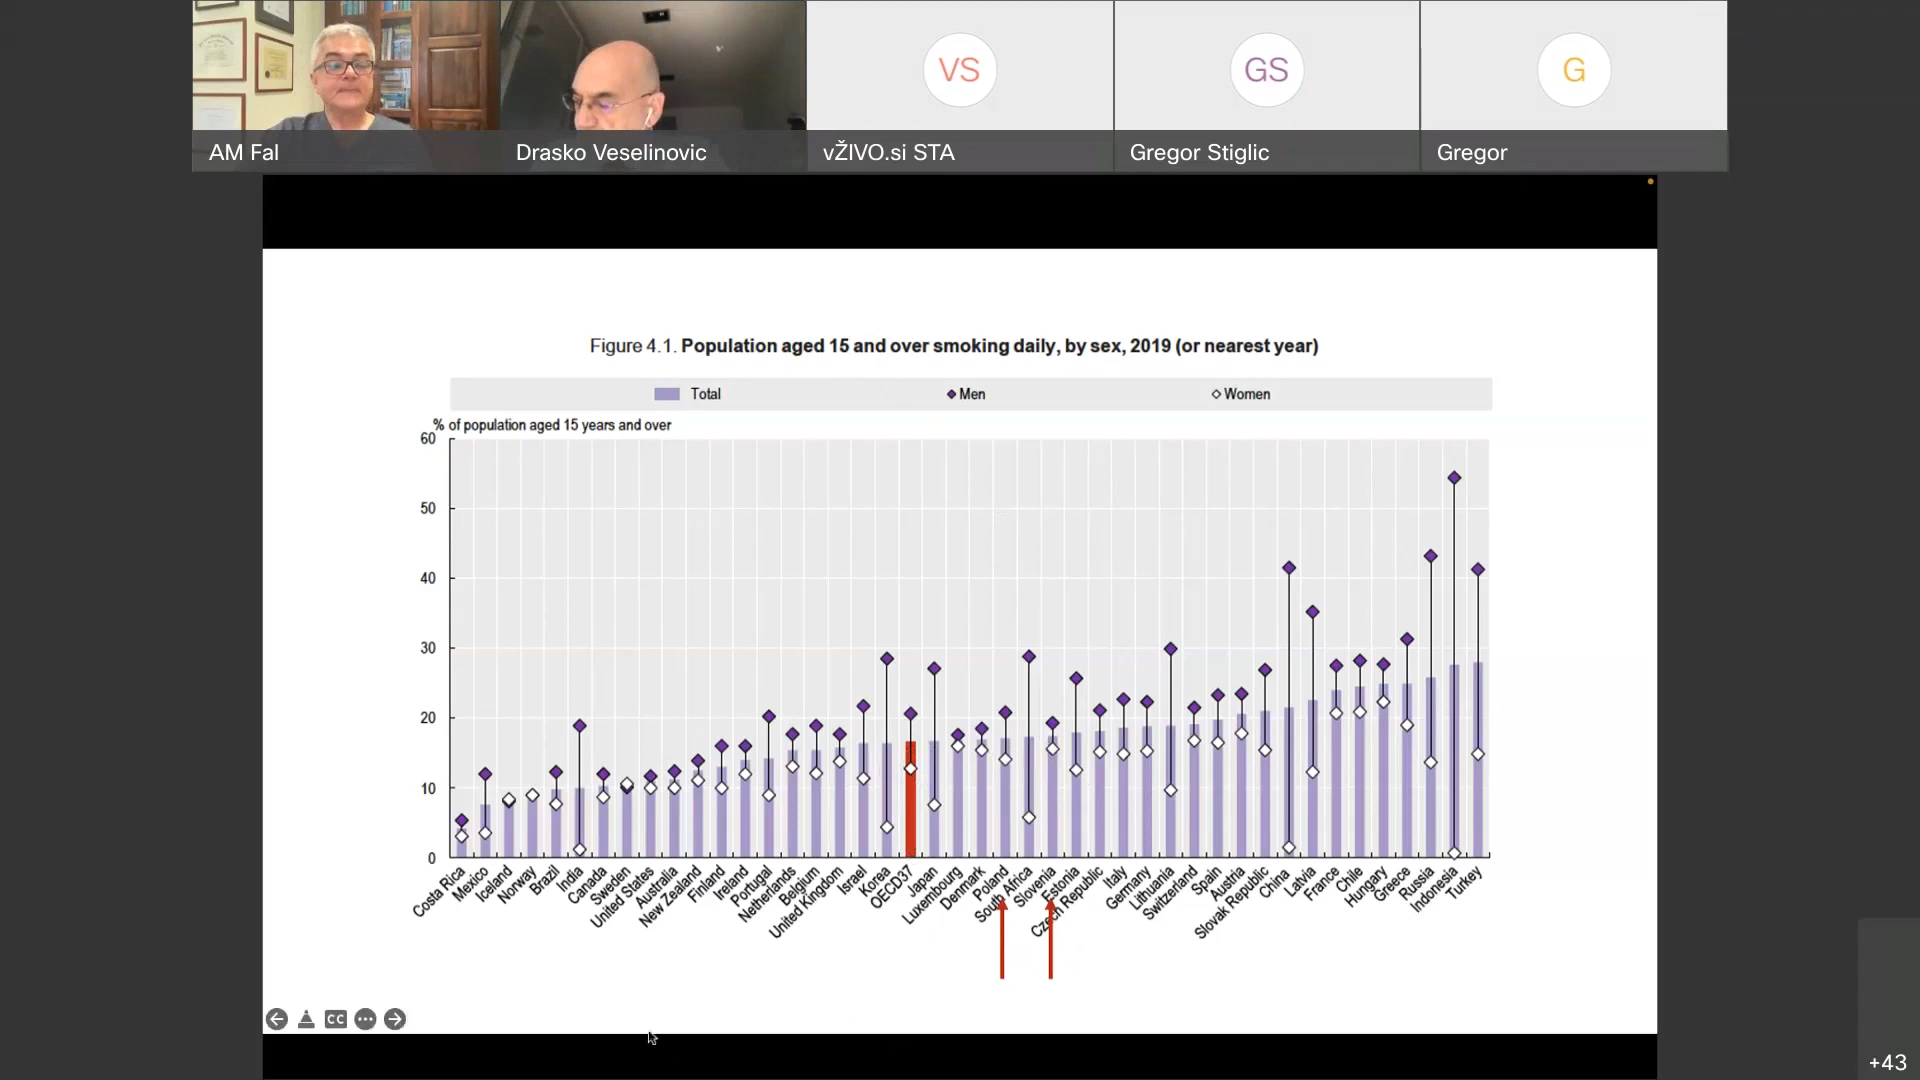 VS
GS
G
AM Fal
Drasko Veselinovic
vŽIVO.si STA
Gregor Stiglic
Gregor
Figure 4.1. Population aged 15 and over smoking daily, by sex, 2019 (or nearest year)
Total
Men
Women
% of population aged 15 years and over
60
50
40
30
20
10
0
Costa Rica
Mexico
Iceland
Norway
Brazil
India
Canada
Sweden
United States
Australia
New Zealand
Finland
Ireland
Portugal
Netherlands
Belgium
United Kingdom
Israel
Korea
OECD37
Japan
Luxembourg
Denmark
Poland
South Africa
Slovenia
Estonia
Czech Republic
Italy
Germany
Lithuania
Switzerland
Spain
Austria
Slovak Republic
China
Latvia
France
Chile
Hungary
Greece
Russia
Indonesia
Turkey
CC
+43